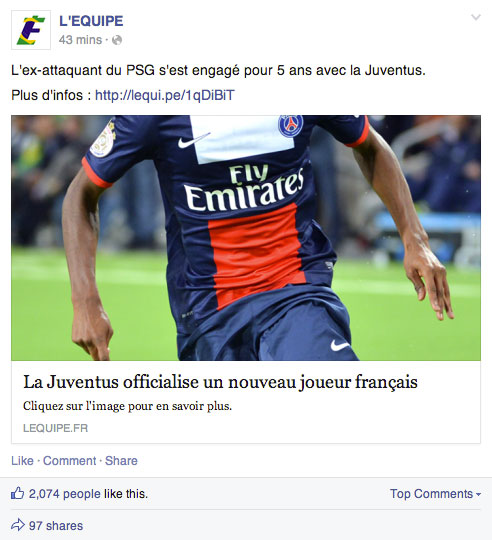 L'EQUIPE
43 mins ·
L'ex-attaquant du PSG s'est engagé pour 5 ans avec la Juventus.
Plus d'infos : http://lequi.pe/1qDiBiT
Fly
Emirates
La Juventus officialise un nouveau joueur français
Cliquez sur l'image pour en savoir plus.
LEQUIPE.FR
Like · Comment · Share
2,074 people like this.
Top Comments
97 shares